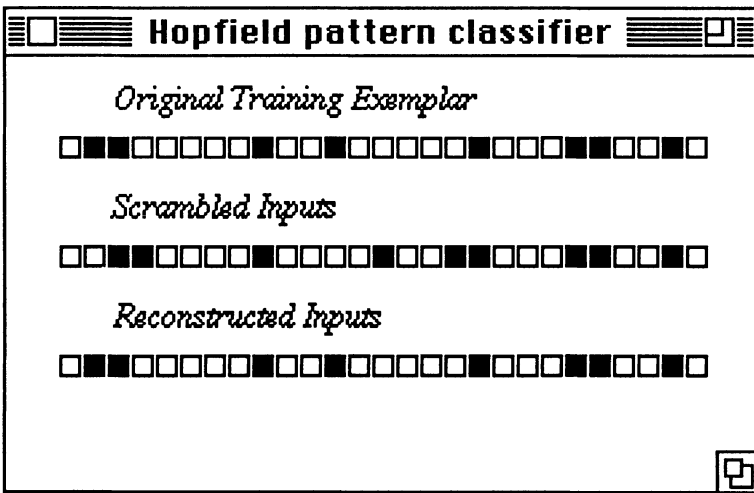 Hopfield pattern classifier
Original Training Exemplar
Scrambled Inputs
Reconstructed Inputs